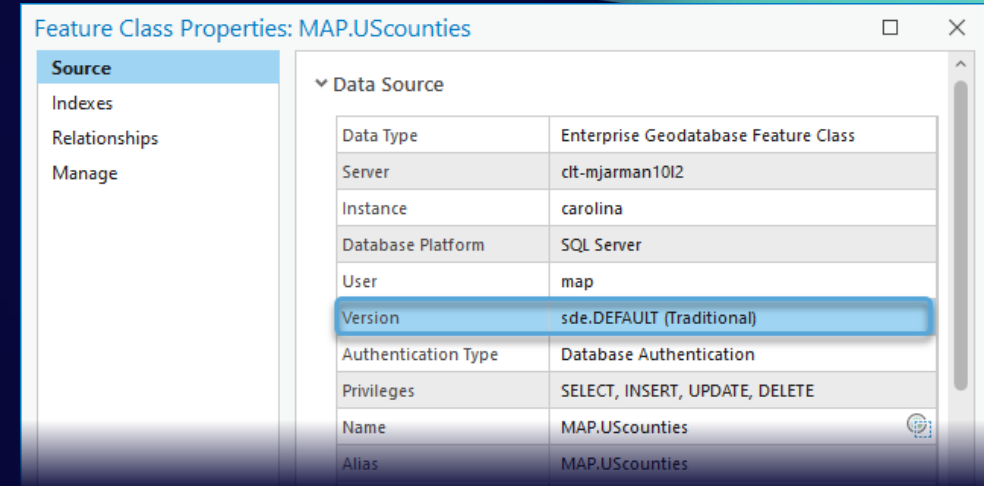 Feature Class Properties: MAP.UScounties
Source
Indexes
Relationships
Manage
Data Source
Data Type Enterprise Geodatabase Feature Class
Server clt-mjarman10l2
Instance carolina
Database Platform SQL Server
User map
Version sde.DEFAULT (Traditional)
Authentication Type Database Authentication
Privileges SELECT, INSERT, UPDATE, DELETE
Name MAP.UScounties
Alias MAP.UScounties